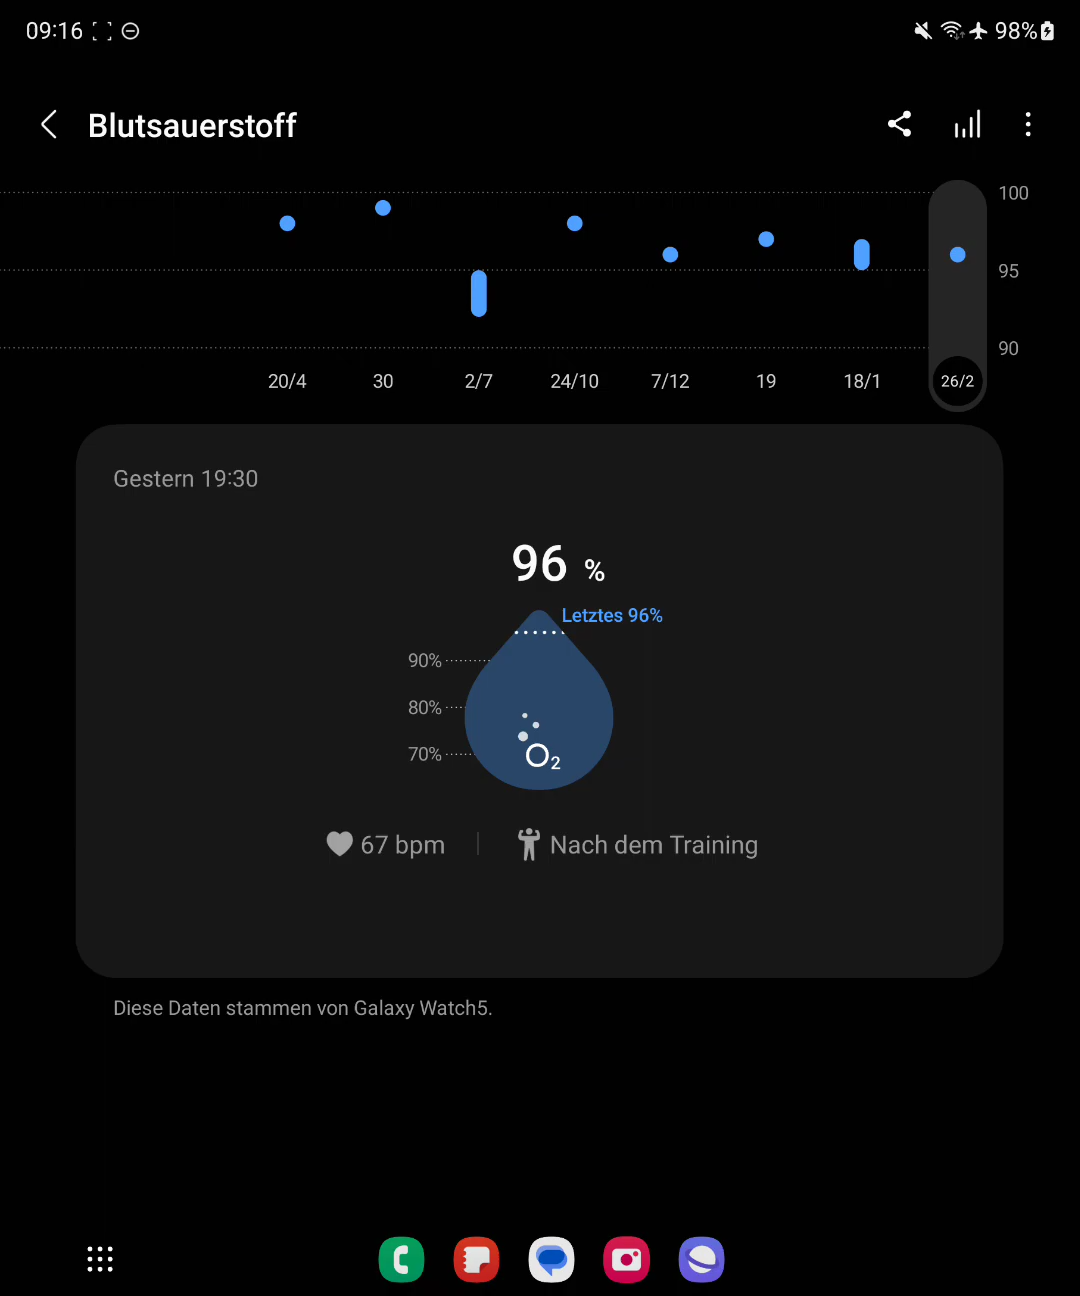 09:16 98%
Blutsauerstoff
100
95
90
20/4 30 2/7 24/10 7/12 19 18/1 26/2
Gestern 19:30
96 %
Letztes 96%
90%
80%
70%
O2
67 bpm Nach dem Training
Diese Daten stammen von Galaxy Watch5.